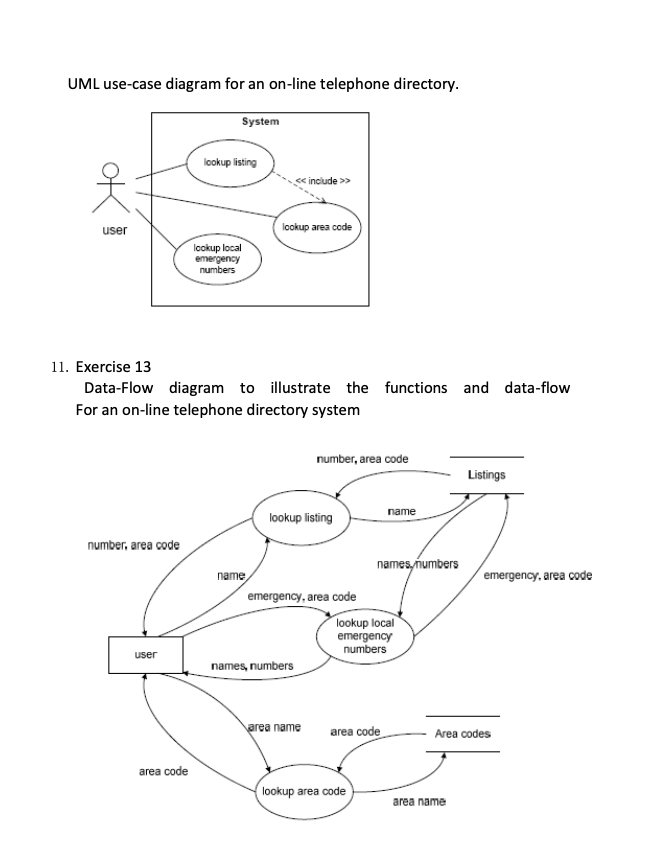 UML use-case diagram for an on-line telephone directory.
System
lookup listing
<< include >>
user
lookup area code
lookup local
emergency
numbers
11. Exercise 13
Data-Flow diagram to illustrate the functions and data-flow
For an on-line telephone directory system
number, area code
Listings
lookup listing
name
number, area code
names, numbers
name
emergency, area code
emergency, area code
lookup local
emergency
numbers
user
names, numbers
area name
area code
Area codes
area code
lookup area code
area name